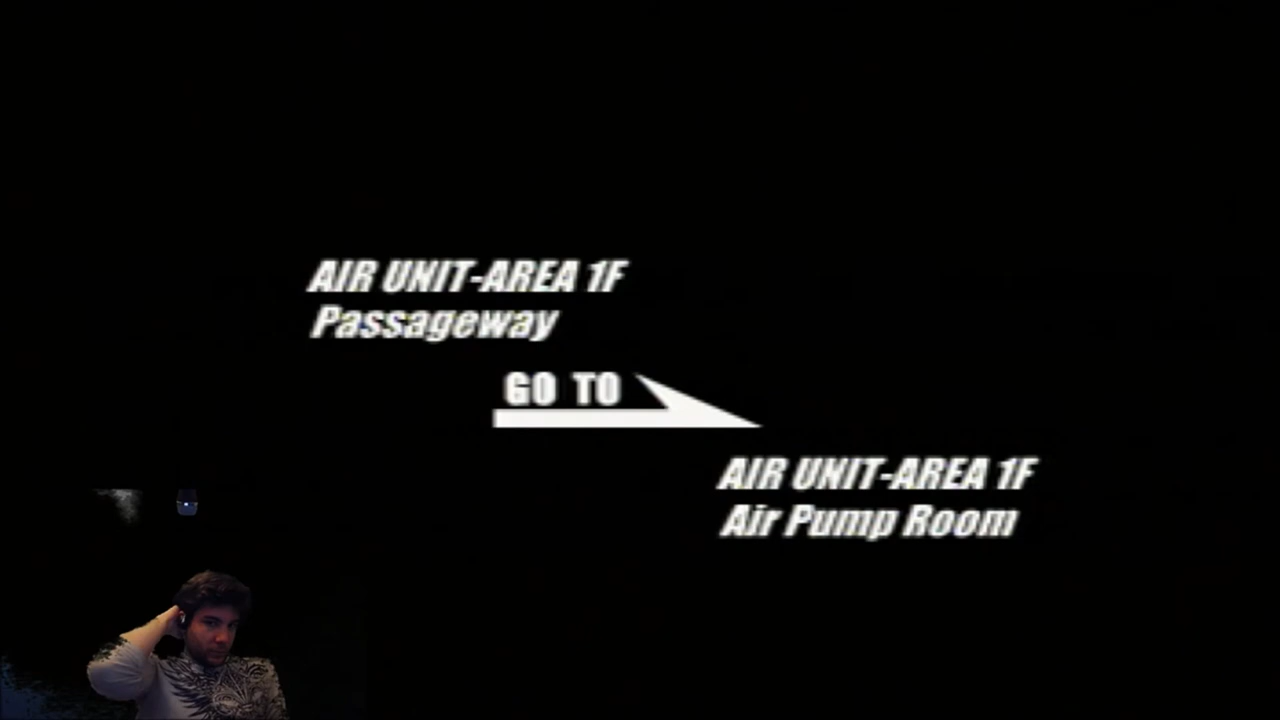 AIR UNIT-AREA 1F
Passageway
GO TO
AIR UNIT-AREA 1F
Air Pump Room